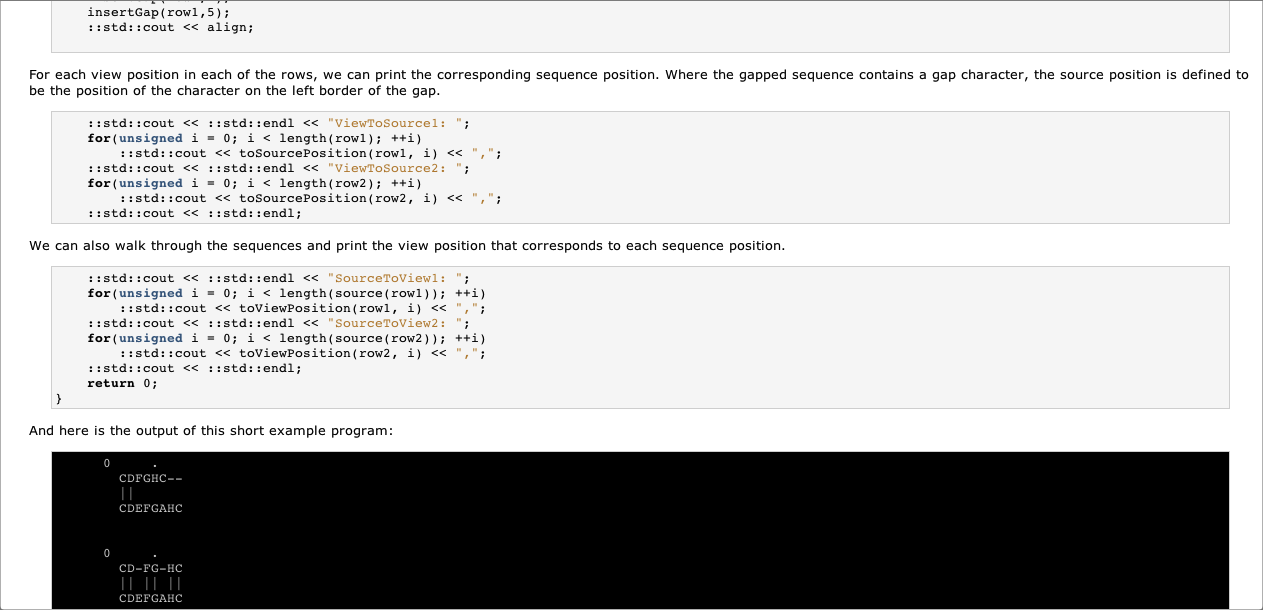 insertGap(row1,5);
::std::cout << align;
For each view position in each of the rows, we can print the corresponding sequence position. Where the gapped sequence contains a gap character, the source position is defined to
be the position of the character on the left border of the gap.
::std::cout << ::std::endl << "ViewToSource1: ";
for(unsigned i = 0; i < length(row1); ++i)
::std::cout << toSourcePosition(row1, i) << ",";
::std::cout << ::std::endl << "ViewToSource2: ";
for(unsigned i = 0; i < length(row2); ++i)
::std::cout << toSourcePosition(row2, i) << ",";
::std::cout << ::std::endl;
We can also walk through the sequences and print the view position that corresponds to each sequence position.
::std::cout << ::std::endl << "SourceToView1: ";
for(unsigned i = 0; i < length(source(row1)); ++i)
::std::cout << toViewPosition(row1, i) << ",";
::std::cout << ::std::endl << "SourceToView2: ";
for(unsigned i = 0; i < length(source(row2)); ++i)
::std::cout << toViewPosition(row2, i) << ",";
::std::cout << ::std::endl;
return 0;
}
And here is the output of this short example program:
0     .
CDFGHC--
||
CDEFGAHC
0     .
CD-FG-HC
|| || ||
CDEFGAHC